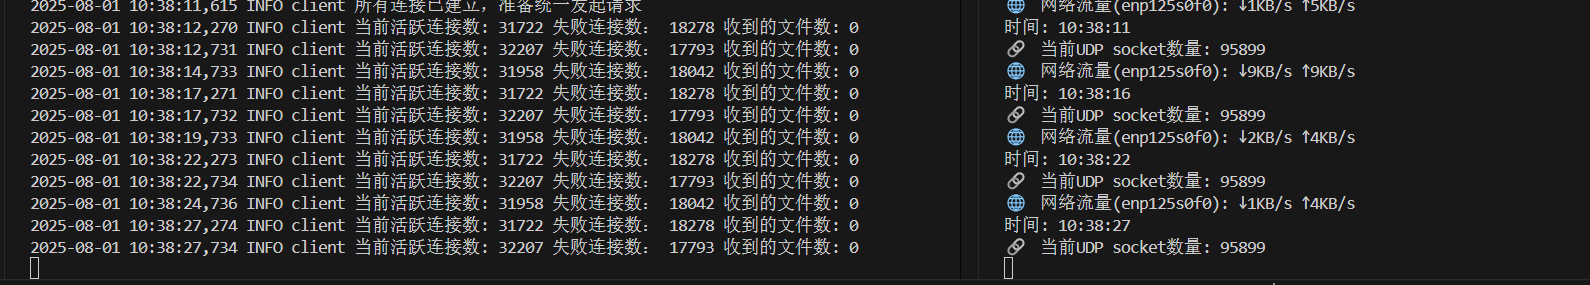 2025-08-01 10:38:11,615 INFO client 所有连接已建立，准备统一发起请求
2025-08-01 10:38:12,270 INFO client 当前活跃连接数: 31722 失败连接数： 18278 收到的文件数: 0
2025-08-01 10:38:12,731 INFO client 当前活跃连接数: 32207 失败连接数： 17793 收到的文件数: 0
2025-08-01 10:38:14,733 INFO client 当前活跃连接数: 31958 失败连接数： 18042 收到的文件数: 0
2025-08-01 10:38:17,271 INFO client 当前活跃连接数: 31722 失败连接数： 18278 收到的文件数: 0
2025-08-01 10:38:17,732 INFO client 当前活跃连接数: 32207 失败连接数： 17793 收到的文件数: 0
2025-08-01 10:38:19,733 INFO client 当前活跃连接数: 31958 失败连接数： 18042 收到的文件数: 0
2025-08-01 10:38:22,273 INFO client 当前活跃连接数: 31722 失败连接数： 18278 收到的文件数: 0
2025-08-01 10:38:22,734 INFO client 当前活跃连接数: 32207 失败连接数： 17793 收到的文件数: 0
2025-08-01 10:38:24,736 INFO client 当前活跃连接数: 31958 失败连接数： 18042 收到的文件数: 0
2025-08-01 10:38:27,274 INFO client 当前活跃连接数: 31722 失败连接数： 18278 收到的文件数: 0
2025-08-01 10:38:27,734 INFO client 当前活跃连接数: 32207 失败连接数： 17793 收到的文件数: 0
🌐 网络流量(enp125s0f0): ↓1KB/s ↑5KB/s
时间: 10:38:11
🔗 当前UDP socket数量: 95899
🌐 网络流量(enp125s0f0): ↓9KB/s ↑9KB/s
时间: 10:38:16
🔗 当前UDP socket数量: 95899
🌐 网络流量(enp125s0f0): ↓2KB/s ↑4KB/s
时间: 10:38:22
🔗 当前UDP socket数量: 95899
🌐 网络流量(enp125s0f0): ↓1KB/s ↑4KB/s
时间: 10:38:27
🔗 当前UDP socket数量: 95899